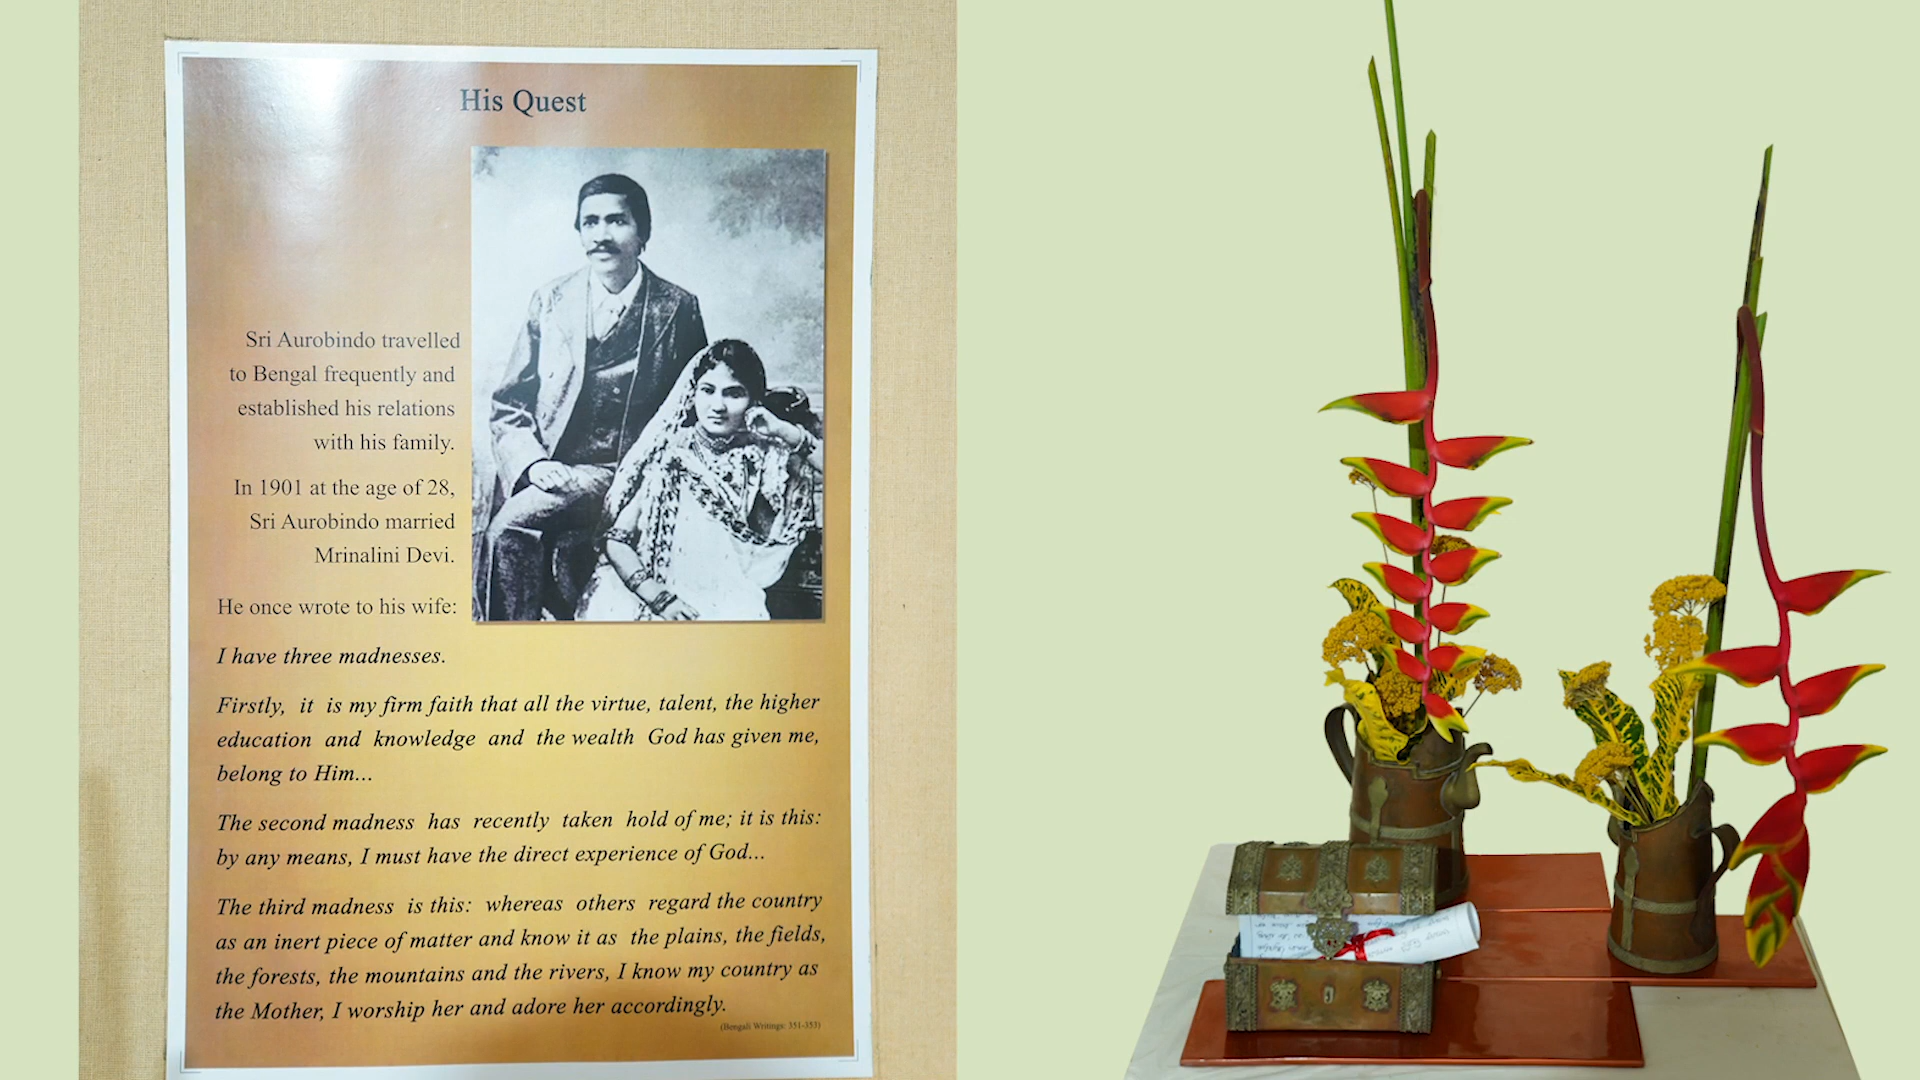 His Quest
Sri Aurobindo travelled
to Bengal frequently and
established his relations
with his family.
In 1901 at the age of 28,
Sri Aurobindo married
Mrinalini Devi.
He once wrote to his wife:
I have three madnesses.
Firstly, it is my firm faith that all the virtue, talent, the higher
education and knowledge and the wealth God has given me,
belong to Him...
The second madness has recently taken hold of me; it is this:
by any means, I must have the direct experience of God...
The third madness is this: whereas others regard the country
as an inert piece of matter and know it as the plains, the fields,
the forests, the mountains and the rivers, I know my country as
the Mother, I worship her and adore her accordingly.
(Bengali Writings: 351-353)